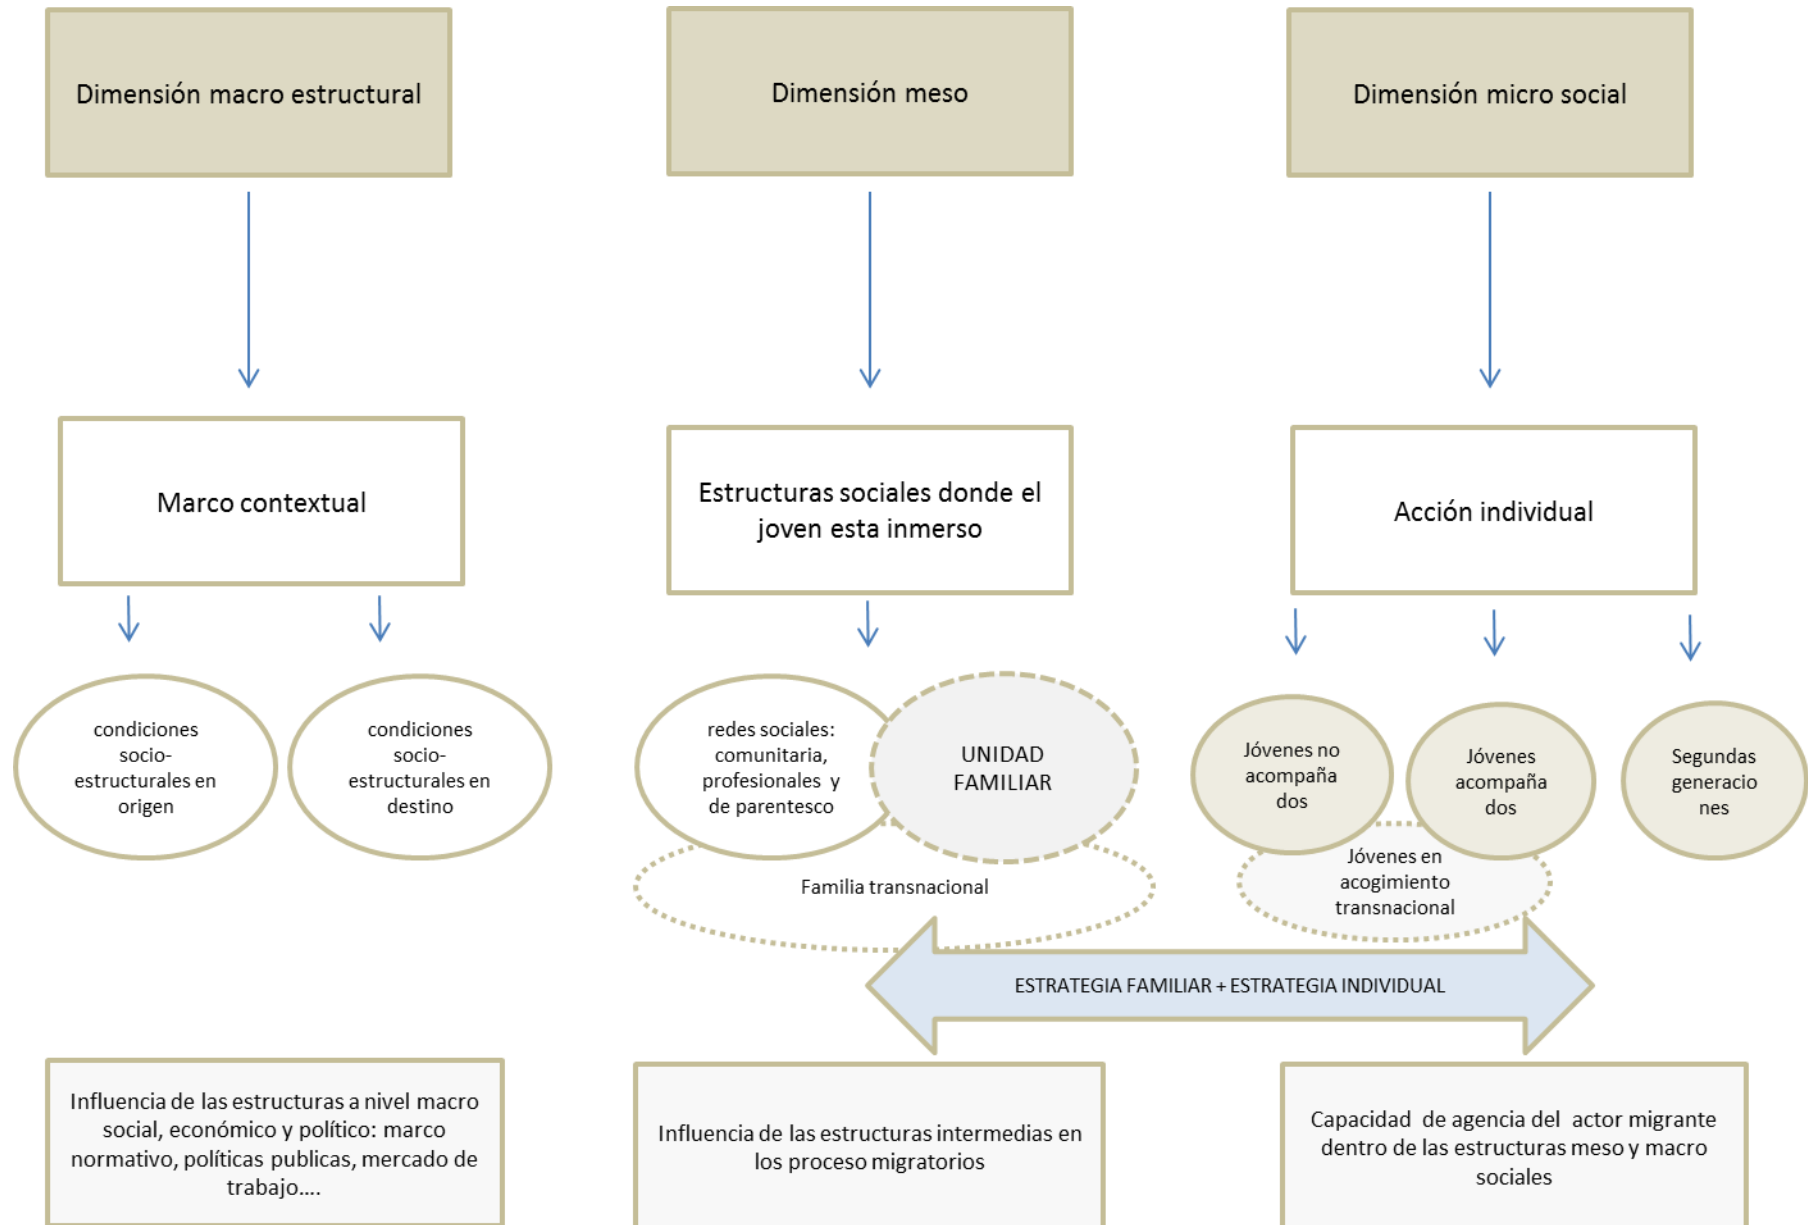 Dimensión macro estructural
Dimensión meso
Dimensión micro social
Marco contextual
Estructuras sociales donde el
joven esta inmerso
Acción individual
condiciones
socio-
estructurales en
origen
condiciones
socio-
estructurales en
destino
redes sociales:
comunitaria,
profesionales y
de parentesco
UNIDAD
FAMILIAR
Familia transnacional
Jóvenes no
acompaña
dos
Jóvenes
acompaña
dos
Segundas
generacio
nes
Jóvenes en
acogimiento
transnacional
ESTRATEGIA FAMILIAR + ESTRATEGIA INDIVIDUAL
Influencia de las estructuras a nivel macro
social, económico y político: marco
normativo, políticas publicas, mercado de
trabajo....
Influencia de las estructuras intermedias en
los proceso migratorios
Capacidad de agencia del actor migrante
dentro de las estructuras meso y macro
sociales